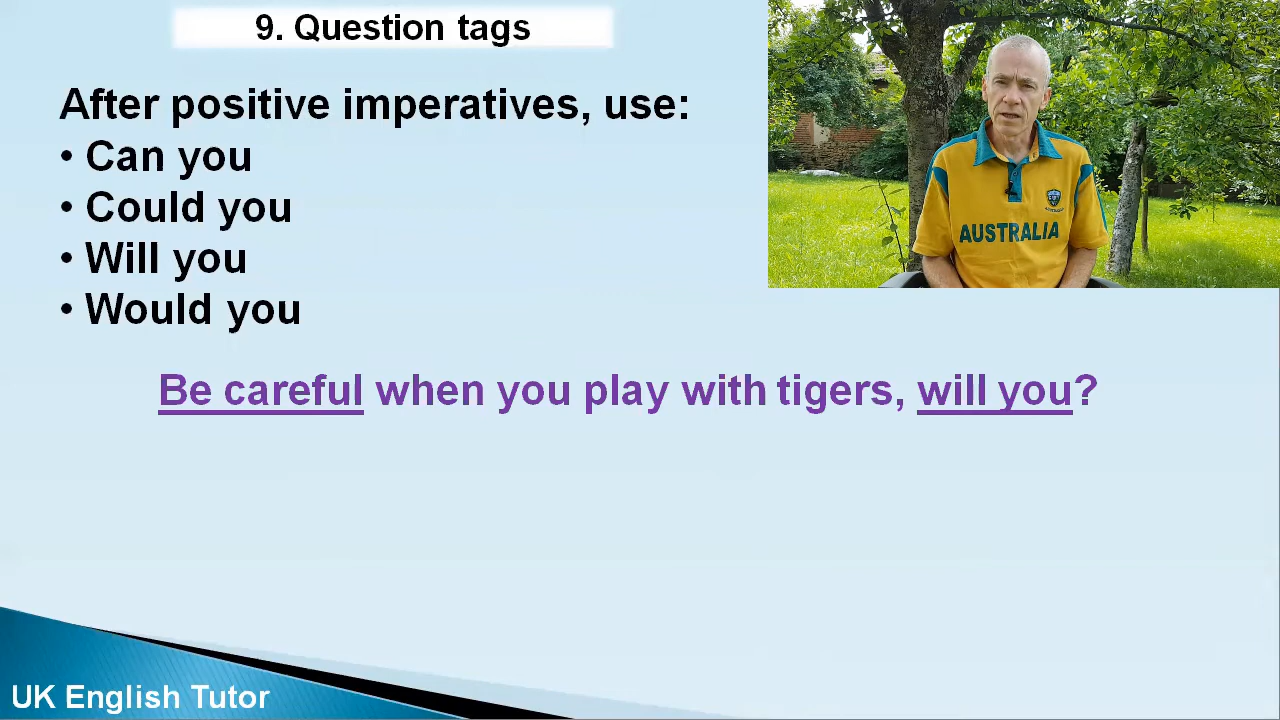 9. Question tags
After positive imperatives, use:
• Can you
• Could you
• Will you
• Would you
AUSTRALIA
Be careful when you play with tigers, will you?
UK English Tutor